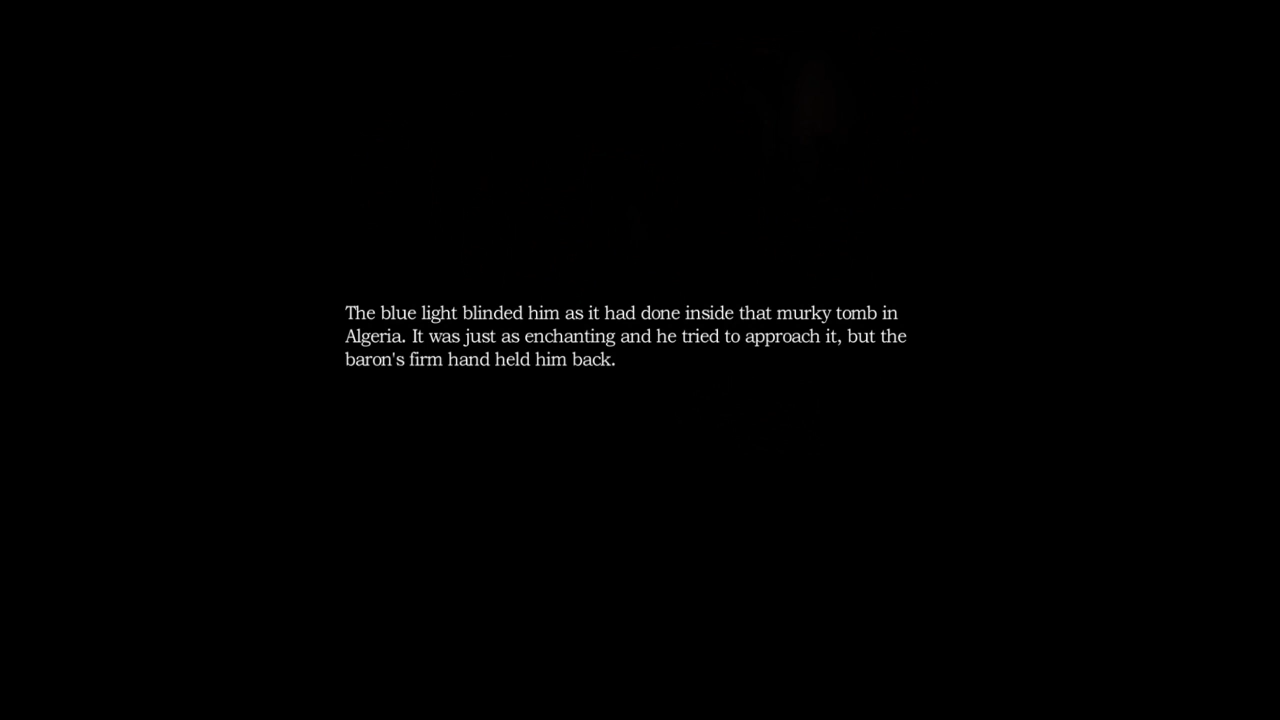 The blue light blinded him as it had done inside that murky tomb in
Algeria. It was just as enchanting and he tried to approach it, but the
baron's firm hand held him back.